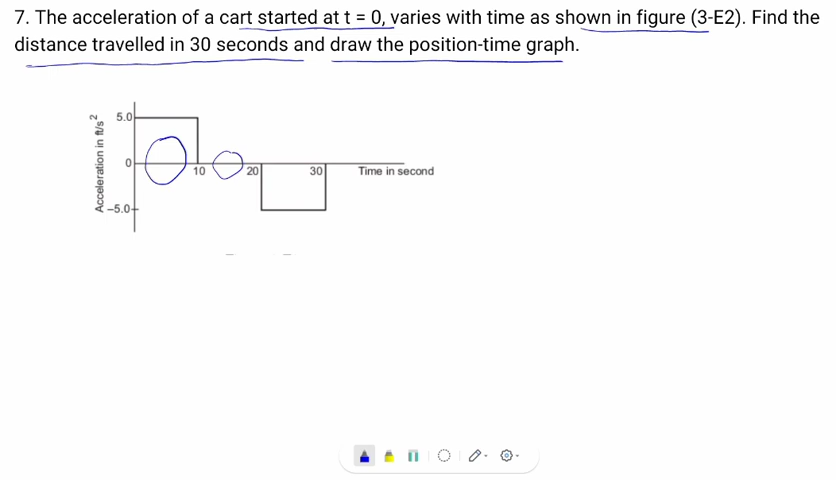 7. The acceleration of a cart started at t = 0, varies with time as shown in figure (3-E2). Find the
distance travelled in 30 seconds and draw the position-time graph.
Acceleration in ft/s²
5.0
0
-5.0
10
20
30
Time in second